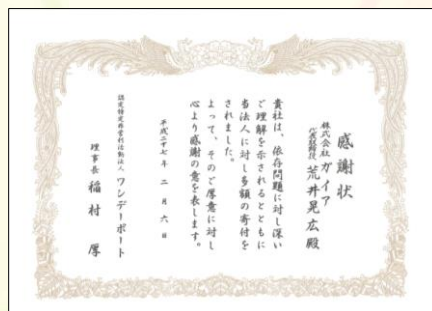 感謝状
株式会社ガイア
代表取締役 荒井晃広殿
貴社は、依存問題に対し深い
ご理解を示されるとともに
当法人に対し多額の寄付を
されました。
よって、そのご厚意に対し
心より感謝の意を表します。
平成二十七年 二月六日
認定特定非営利活動法人 ワンデーポート
理事長 稲村厚